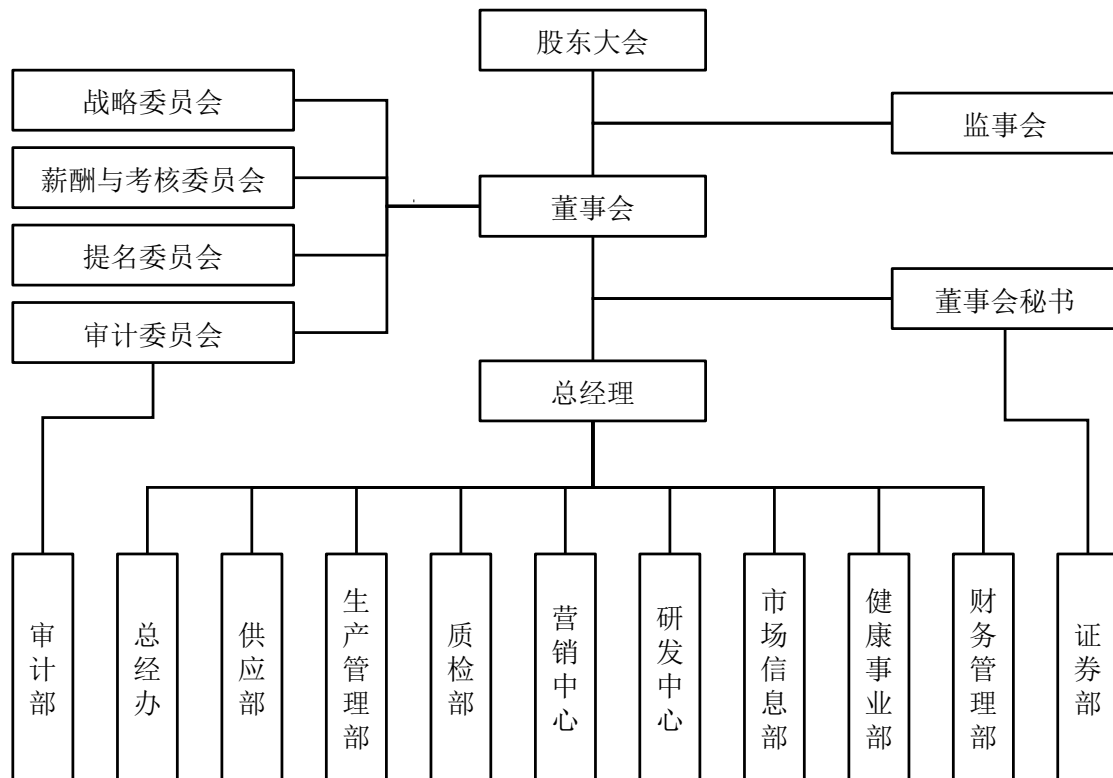 股东大会
战略委员会
监事会
薪酬与考核委员会
董事会
提名委员会
董事会秘书
审计委员会
总经理
审计部
总经办
供应部
生产管理部
质检部
营销中心
研发中心
市场信息部
健康事业部
财务管理部
证券部